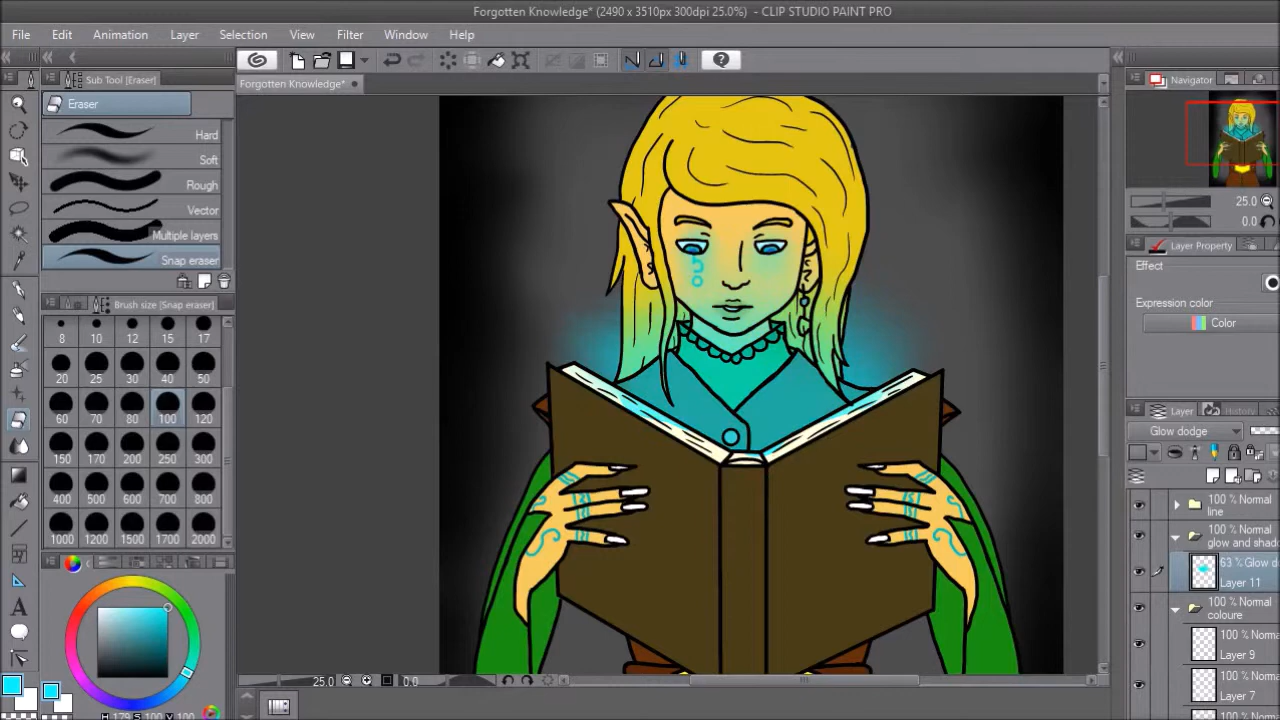 Forgotten Knowledge* (2490 x 3510px 300dpi 25.0%) - CLIP STUDIO PAINT PRO
File Edit Animation Layer Selection View Filter Window Help
Sub Tool [Eraser]
Forgotten Knowledge*
Navigator
Eraser
Hard
Soft
Rough
Vector
Multiple layers
Snap eraser
25.0
0.0
Layer Property
Effect
Expression color
Color
Brush size [Snap eraser]
8 10 12 15 17
20 25 30 40 50
60 70 80 100 120
150 170 200 250 300
400 500 600 700 800
1000 1200 1500 1700 2000
Layer History
Glow dodge
100 % Normal
line
100 % Normal
glow and shado
63 % Glow d
Layer 11
100 % Normal
coloure
100 % N
Layer 9
100 % N
Layer 7
25.0 0.0
H 179 S 100 V 100